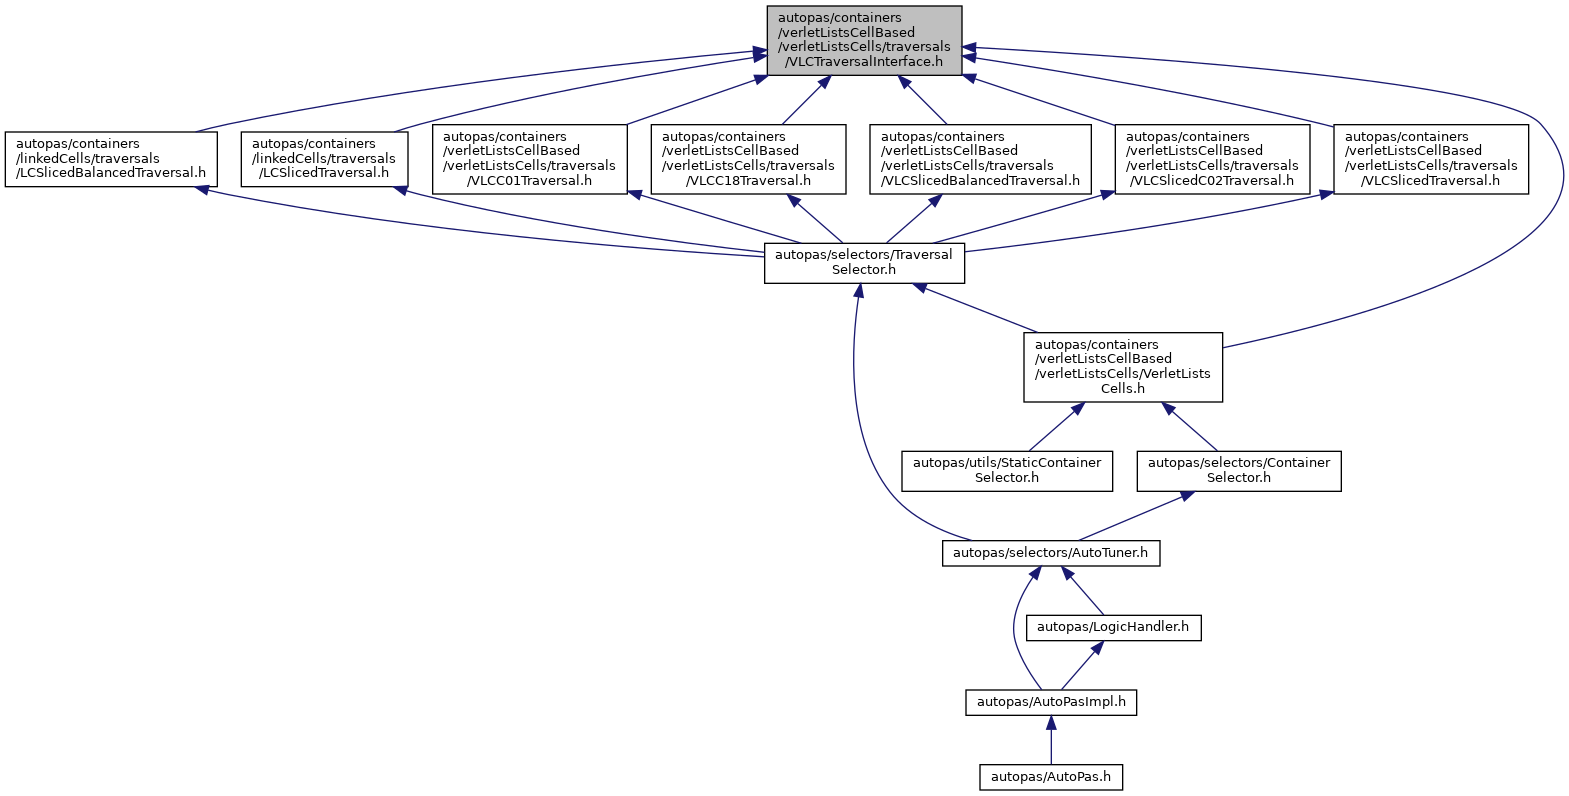 autopas/containers
/verletListsCellBased
/verletListsCells/traversals
/VLCTraversalInterface.h
autopas/containers
/linkedCells/traversals
/LCSlicedBalancedTraversal.h
autopas/containers
/linkedCells/traversals
/LCSlicedTraversal.h
autopas/containers
/verletListsCellBased
/verletListsCells/traversals
/VLCC01Traversal.h
autopas/containers
/verletListsCellBased
/verletListsCells/traversals
/VLCC18Traversal.h
autopas/containers
/verletListsCellBased
/verletListsCells/traversals
/VLCSlicedBalancedTraversal.h
autopas/containers
/verletListsCellBased
/verletListsCells/traversals
/VLCSlicedC02Traversal.h
autopas/containers
/verletListsCellBased
/verletListsCells/traversals
/VLCSlicedTraversal.h
autopas/selectors/Traversal
Selector.h
autopas/containers
/verletListsCellBased
/verletListsCells/VerletLists
Cells.h
autopas/utils/StaticContainer
Selector.h
autopas/selectors/Container
Selector.h
autopas/selectors/AutoTuner.h
autopas/LogicHandler.h
autopas/AutoPasImpl.h
autopas/AutoPas.h